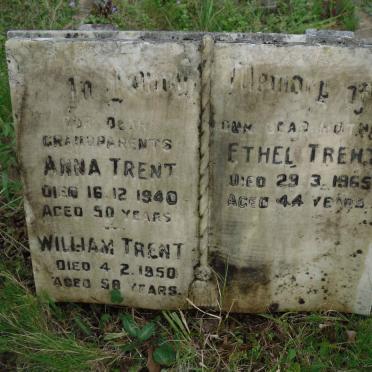 OUR DEAR
GRANDPARENTS
ANNA TRENT
DIED 16.12.1940
AGED 50 YEARS
WILLIAM TRENT
DIED 4.2.1950
AGED 58 YEARS
OUR DEAR MOTHER
ETHEL TRENT
DIED 29.3.1965
AGED 44 YEARS